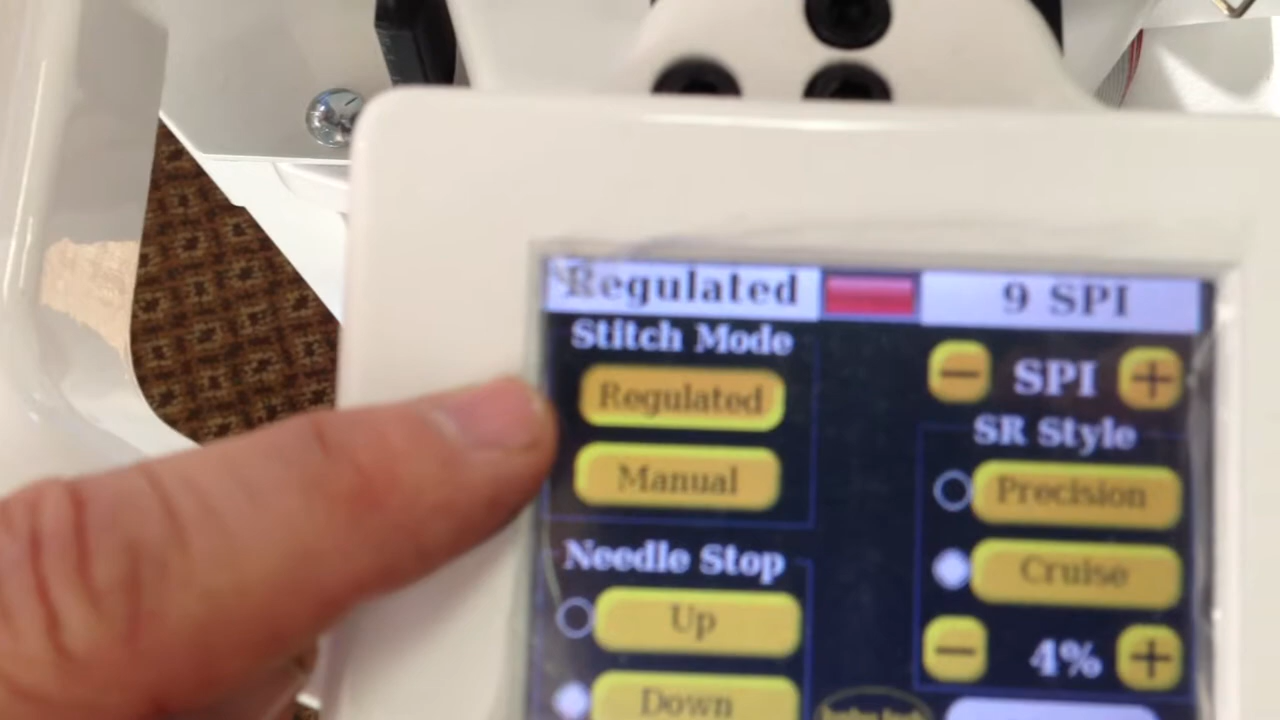 Regulated
9 SPI
Stitch Mode
Regulated
Manual
− SPI +
SR Style
Precision
Cruise
− 4% +
Needle Stop
Up
Down